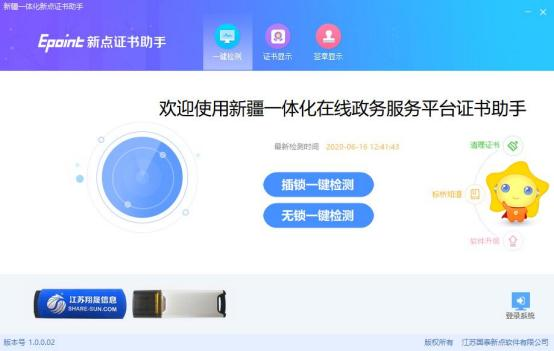 新疆一体化新点证书助手
Epoint 新点证书助手
一键检测
证书显示
签章显示
欢迎使用新疆一体化在线政务服务平台证书助手
最新检测时间 2020-06-16 12:41:43
清理证书
插锁一键检测
标桥知道
无锁一键检测
软件升级
江苏翔晟信息
SHARE-SUN.COM
登录系统
版本号 1.0.0.02
版权所有 江苏国泰新点软件有限公司